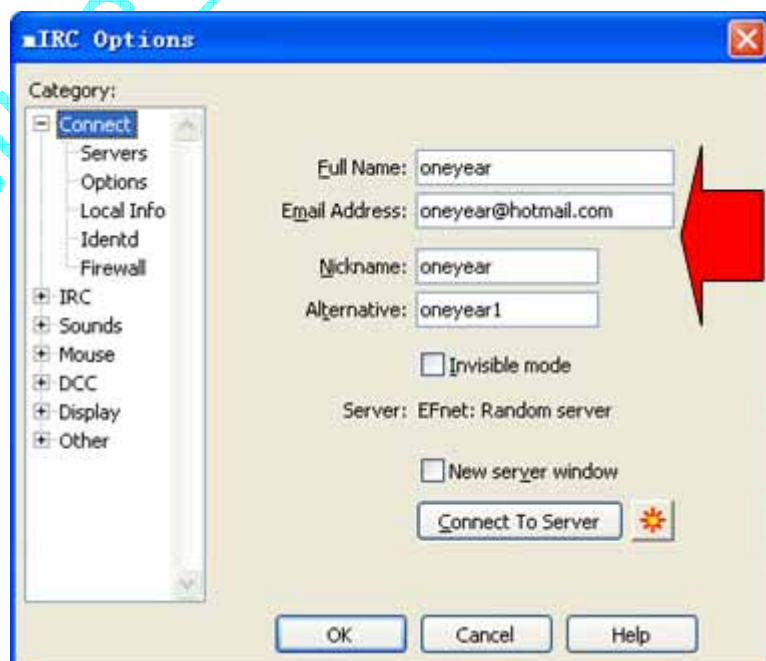 mIRC Options
Category:
Connect
Servers
Options
Local Info
Identd
Firewall
IRC
Sounds
Mouse
DCC
Display
Other
Full Name: oneyear
Email Address: oneyear@hotmail.com
Nickname: oneyear
Alternative: oneyear1
Invisible mode
Server: EFnet: Random server
New server window
Connect To Server
OK Cancel Help